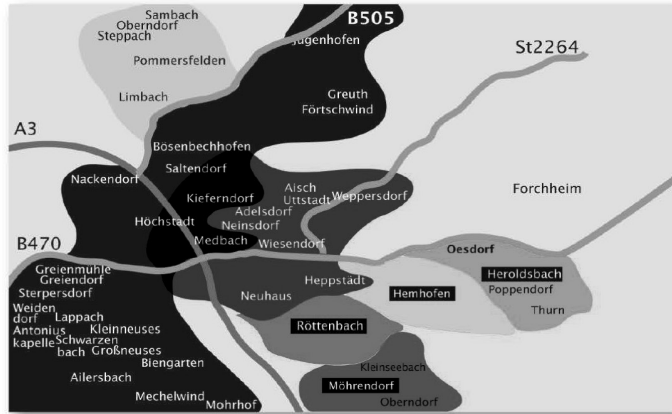 Sambach
Oberndorf
Steppach
Pommersfelden
Limbach
B505
Jugenhofen
St2264
Greuth
Förtschwind
A3
Bösenbechhofen
Saltendorf
Nackendorf
Kieferndorf
Aisch
Uttstadt
Weppersdorf
Forchheim
Höchstadt
Adelsdorf
Neinsdorf
Medbach
Wiesendorf
B470
Oesdorf
Greienmühle
Greiendorf
Sterpersdorf
Heppstädt
Heroldsbach
Poppendorf
Thurn
Neuhaus
Hemhofen
Weiden
dorf
Lappach
Antonius
kapelle
Kleinneuses
Schwarzen
bach
Großneuses
Biengarten
Röttenbach
Ailersbach
Kleinseebach
Mechelwind
Möhrendorf
Mohrhof
Oberndorf